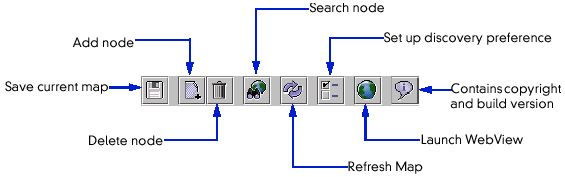 Search node
Add node
Set up discovery preference
Save current map
Contains copyright
and build version
Delete node
Launch WebView
Refresh Map